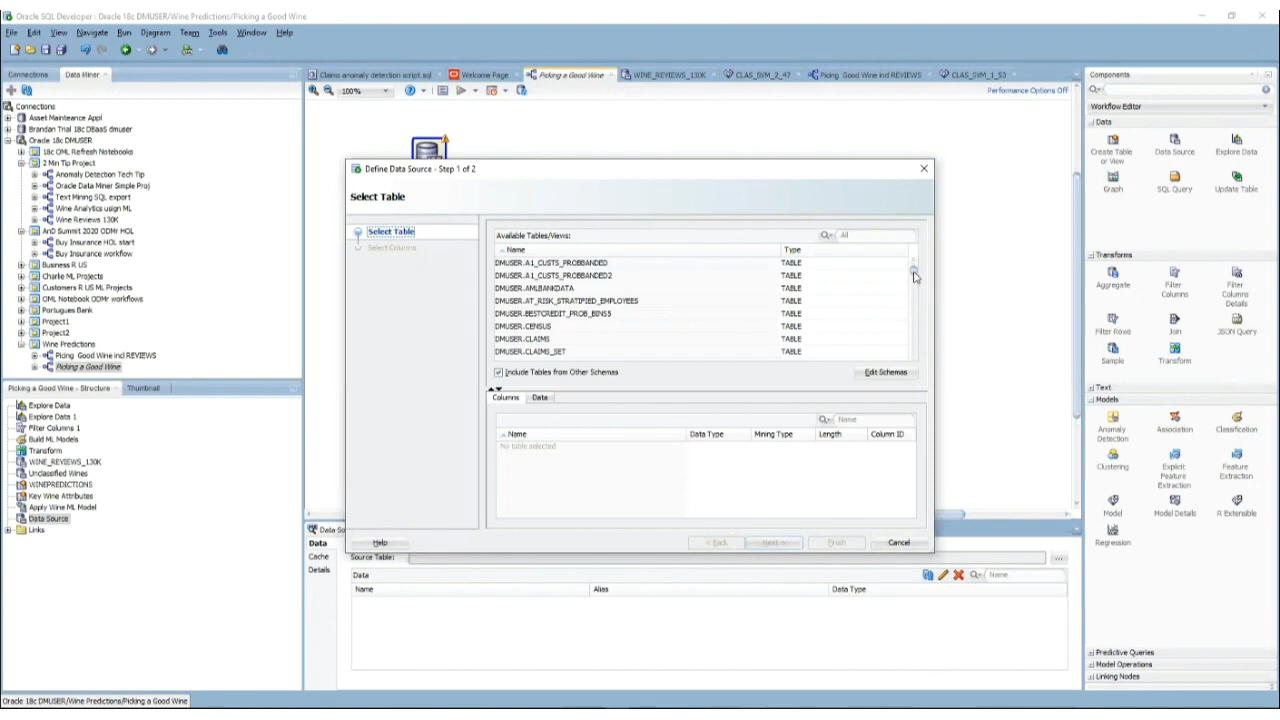 Oracle SQL Developer : Oracle 18c DMUSER/Wine Predictions/Picking a Good Wine
File Edit View Navigate Run Diagram Team Tools Window Help
Connections Data Miner
Connections
Asset Mainteance Appl
Brandan Trial 18c DBaaS dmuser
Oracle 18c DMUSER
18c OML Refresh Notebooks
2 Min Tip Project
Anomaly Detection Tech Tip
Oracle Data Miner Simple Proj
Text Mining SQL export
Wine Analytics usign ML
Wine Reviews 130K
AnD Summit 2020 ODMr HOL
Buy Insurance HOL start
Buy Insurance workflow
Business R US
Charlie ML Projects
Customers R US ML Projects
OML Notebook ODMr workflows
Portugues Bank
Project1
Project2
Wine Predictions
Picing Good Wine ind REVIEWS
Picking a Good Wine
Picking a Good Wine - Structure Thumbnail
Explore Data
Explore Data 1
Filter Columns 1
Build ML Models
Transform
WINE_REVIEWS_130K
Unclassified Wines
WINEPREDICTIONS
Key Wine Attributes
Apply Wine ML Model
Data Source
Links
Claims anomaly detection script.sql Welcome Page Picking a Good Wine WINE_REVIEWS_130K CLAS_SVM_2_47 Picing Good Wine ind REVIEWS CLAS_SVM_1_53
100% Performance Options Off
Define Data Source - Step 1 of 2
Select Table
Select Table
Select Columns
Available Tables/Views: All
Name Type
DMUSER.A1_CUSTS_PROBBANDED TABLE
DMUSER.A1_CUSTS_PROBBANDED2 TABLE
DMUSER.AMLBANKDATA TABLE
DMUSER.AT_RISK_STRATIFIED_EMPLOYEES TABLE
DMUSER.BESTCREDIT_PROB_BINS5 TABLE
DMUSER.CENSUS TABLE
DMUSER.CLAIMS TABLE
DMUSER.CLAIMS_SET TABLE
Include Tables from Other Schemas Edit Schemas
Columns Data
Name
Name Data Type Mining Type Length Column ID
No table selected
Help < Back Next > Finish Cancel
Data So
Data
Cache
Details
Source Table: ...
Data Name
Name Alias Data Type
Components
Workflow Editor
Data
Create Table or View
Data Source
Explore Data
Graph
SQL Query
Update Table
Transforms
Aggregate
Filter Columns
Filter Columns Details
Filter Rows
Join
JSON Query
Sample
Transform
Text
Models
Anomaly Detection
Association
Classification
Clustering
Explicit Feature Extraction
Feature Extraction
Model
Model Details
R Extensible
Regression
Predictive Queries
Model Operations
Linking Nodes
Oracle 18c DMUSER/Wine Predictions/Picking a Good Wine